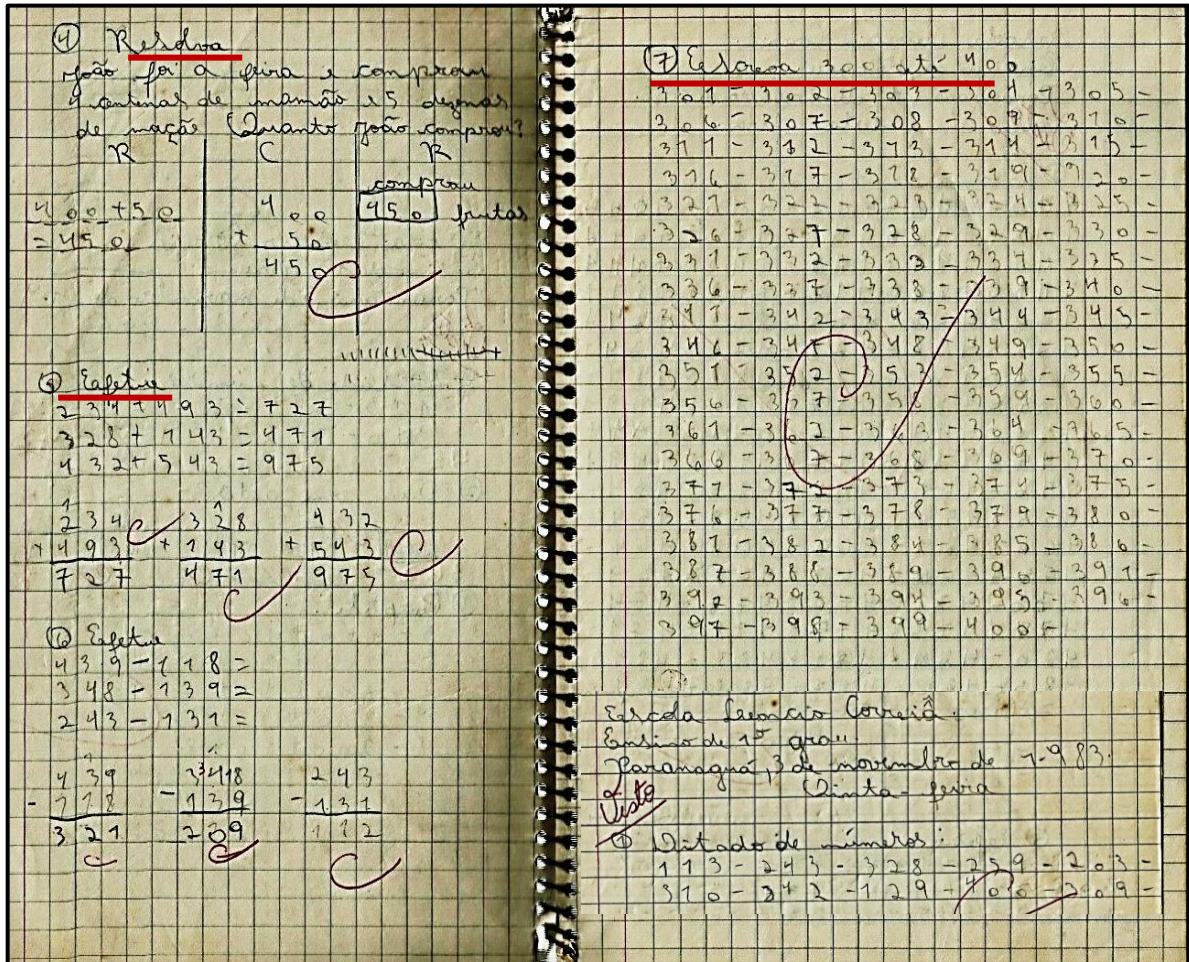 ④ Resolva
João foi a feira e comprou
4 centenas de mamão e 5 dezenas
de maçãs Quanto João comprou?
R C R
comprou
400+50 400 450 frutas
=450 + 50
450
⑤ Eefetue
234+493=727
328+143=471
432+543=975
1 1
234 328 432
+493 +143 +543
727 471 975
⑥ Eefetue
439-118=
348-139=
243-131=
439 33418 243
-118 -139 -131
321 209 112
⑦ Escreva 300 até 400
301-302-303-304-305-
306-307-308-309-310-
311-312-313-314-315-
316-317-318-319-320-
321-322-323-324-325-
326-327-328-329-330-
331-332-333-334-335-
336-337-338-339-340-
341-342-343-344-345-
346-347-348-349-350-
351 352-353-354-355
356-357-358-359-360-
361-362-363-364-365-
366-367-368-369-370-
371-372-373-374-375-
376-377-378-379-380-
381-382-384-385-386-
387-388-389-390-391-
392-393-394-395-396-
397-398-399-400-
Escola Leoncio Correiâ.
Ensino de 1º grau.
Paranaguá, 3 de novembro de 1.983.
Quinta-feira
Visto
① Ditado de números:
113-243-328-259-203-
310-342-129-400-309-